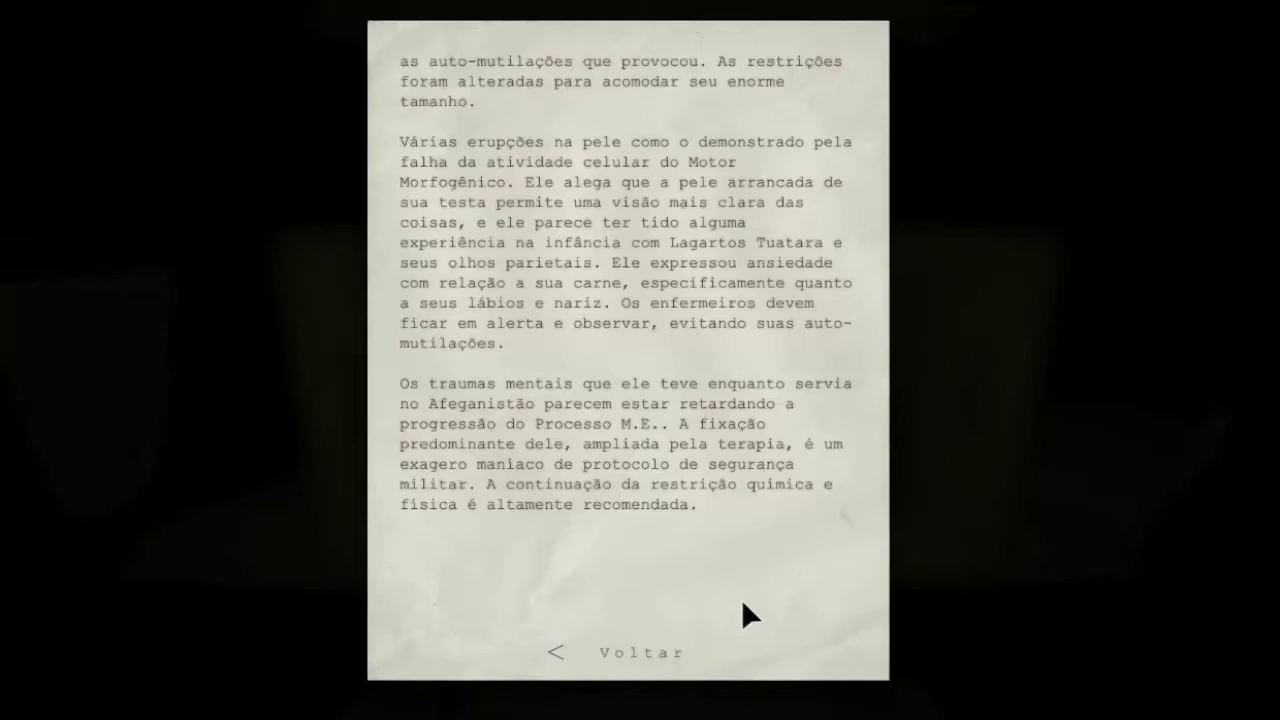 as auto-mutilações que provocou. As restrições
foram alteradas para acomodar seu enorme
tamanho.
Várias erupções na pele como o demonstrado pela
falha da atividade celular do Motor
Morfogênico. Ele alega que a pele arrancada de
sua testa permite uma visão mais clara das
coisas, e ele parece ter tido alguma
experiência na infância com Lagartos Tuatara e
seus olhos parietais. Ele expressou ansiedade
com relação a sua carne, especificamente quanto
a seus lábios e nariz. Os enfermeiros devem
ficar em alerta e observar, evitando suas auto-
mutilações.
Os traumas mentais que ele teve enquanto servia
no Afeganistão parecem estar retardando a
progressão do Processo M.E.. A fixação
predominante dele, ampliada pela terapia, é um
exagero maníaco de protocolo de segurança
militar. A continuação da restrição química e
física é altamente recomendada.
< Voltar